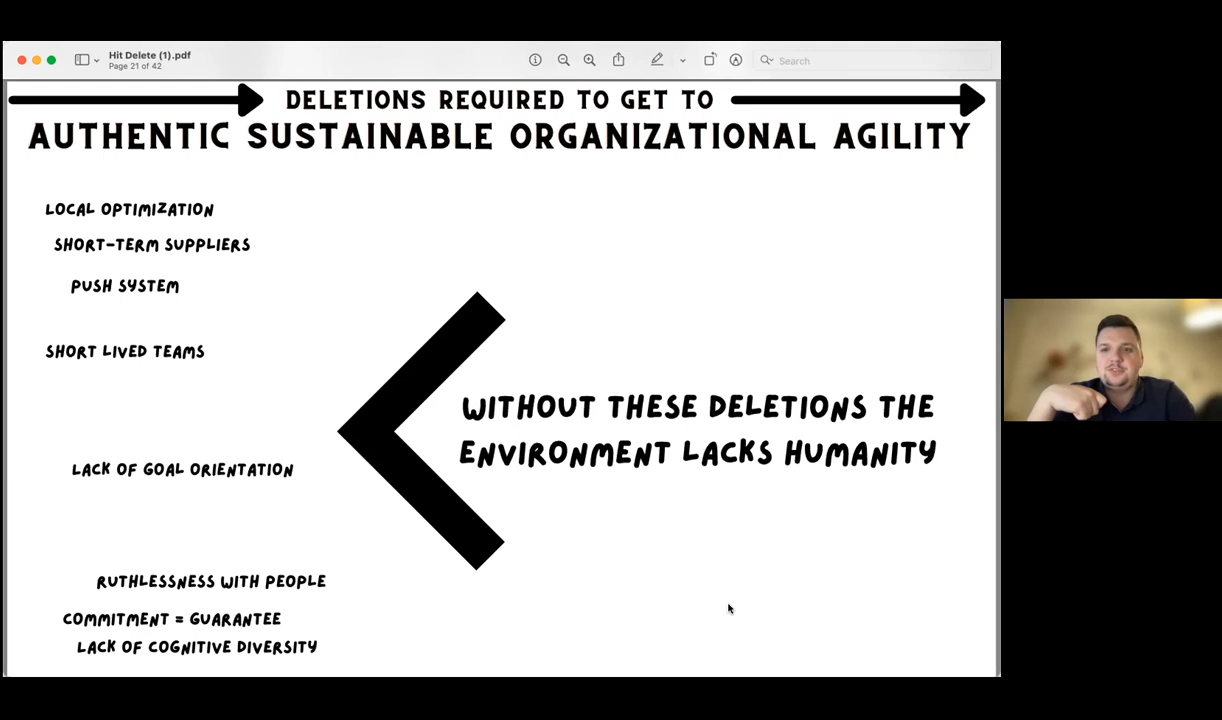 Hit Delete (1).pdf
Page 21 of 42
Search
DELETIONS REQUIRED TO GET TO
AUTHENTIC SUSTAINABLE ORGANIZATIONAL AGILITY
LOCAL OPTIMIZATION
SHORT-TERM SUPPLIERS
PUSH SYSTEM
SHORT LIVED TEAMS
WITHOUT THESE DELETIONS THE
ENVIRONMENT LACKS HUMANITY
LACK OF GOAL ORIENTATION
RUTHLESSNESS WITH PEOPLE
COMMITMENT = GUARANTEE
LACK OF COGNITIVE DIVERSITY